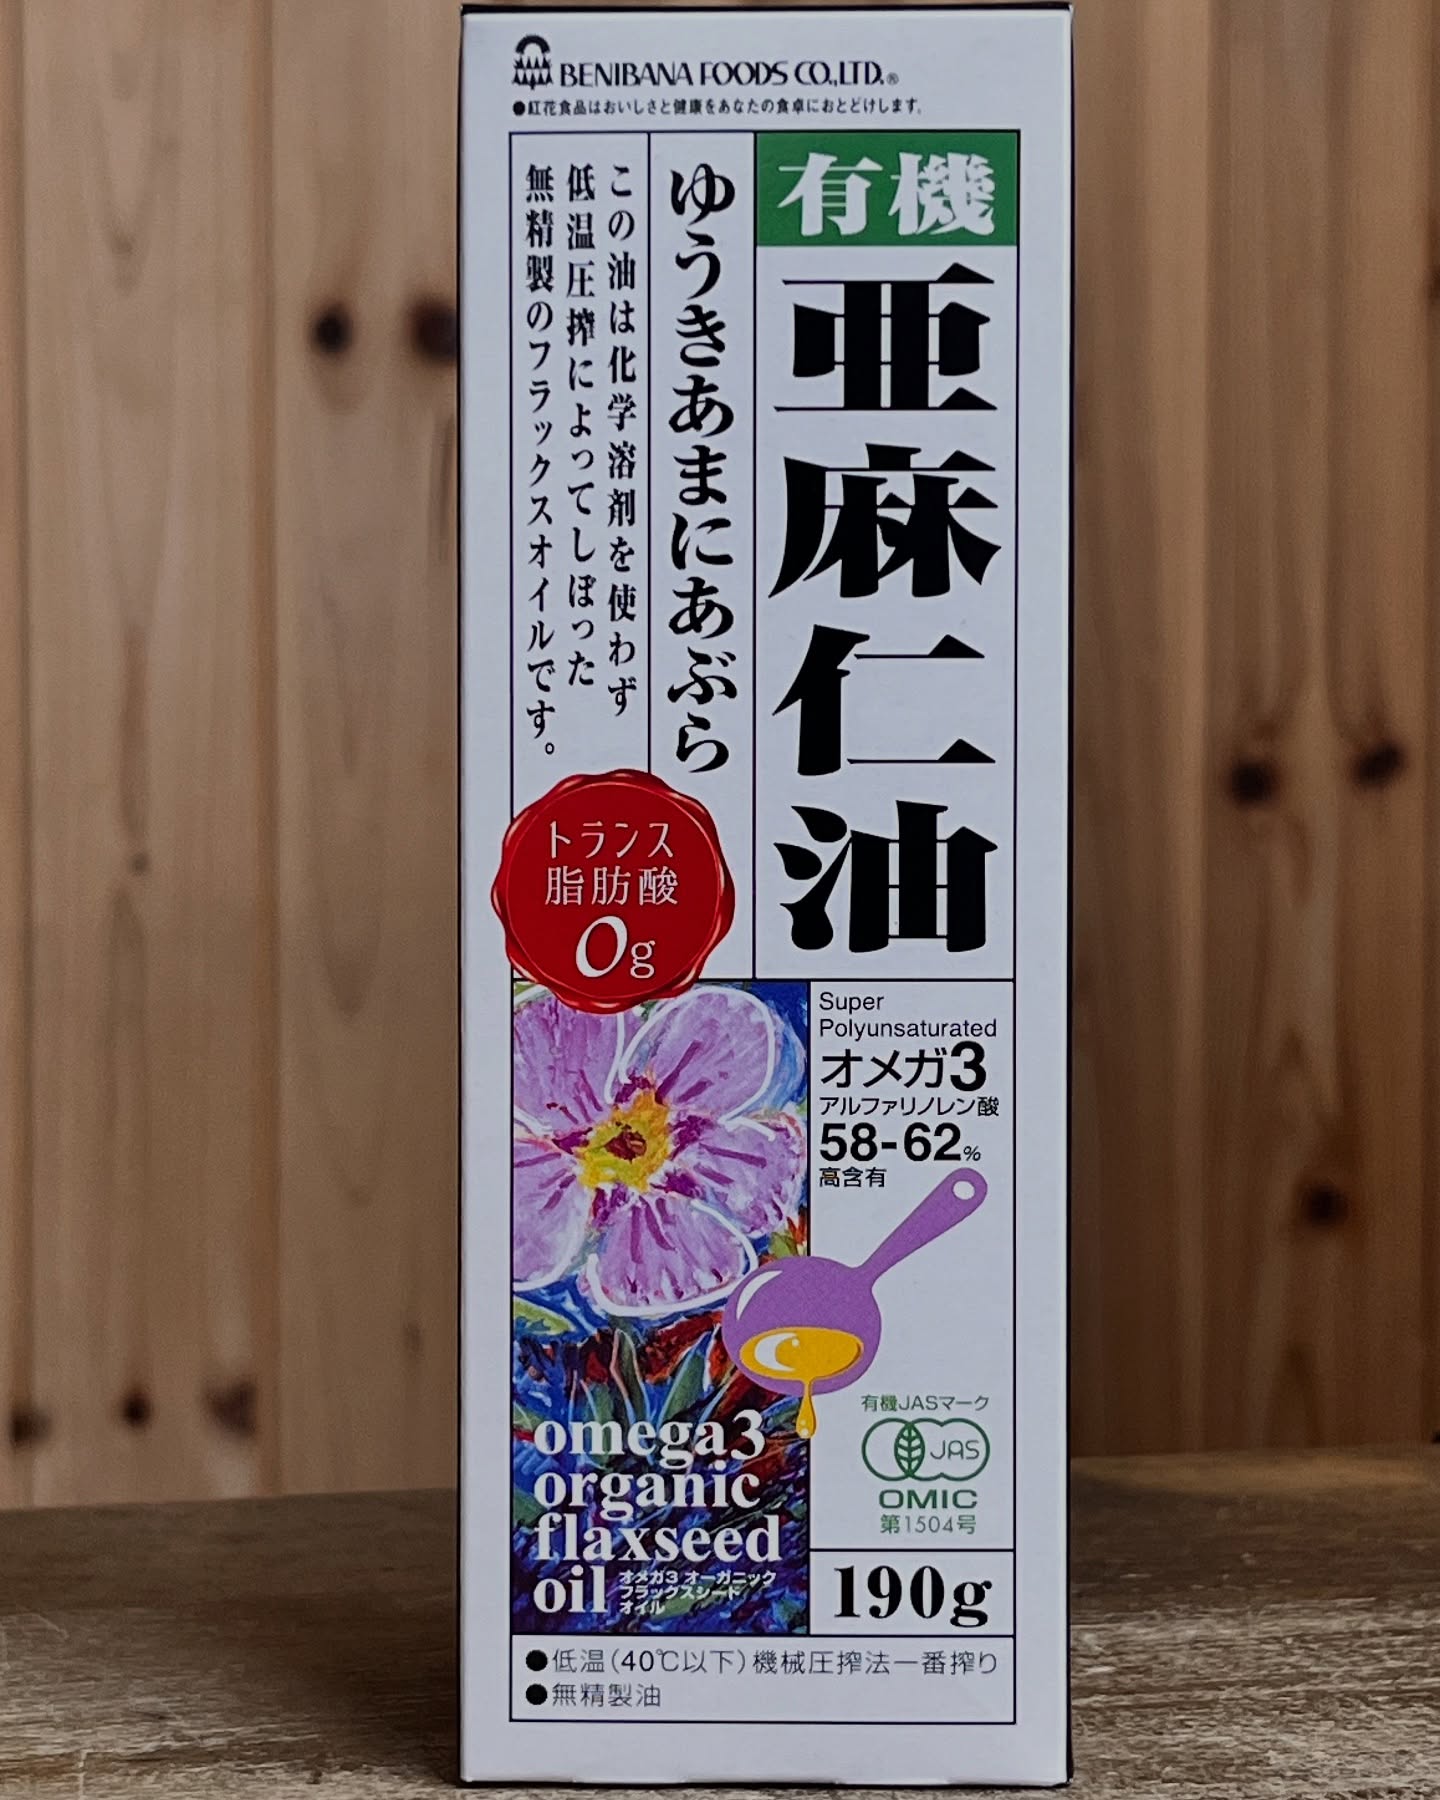 BENIBANA FOODS CO.,LTD.®
●紅花食品はおいしさと健康をあなたの食卓におとどけします。
有機
亜麻仁油
ゆうきあまにあぶら
この油は化学溶剤を使わず
低温圧搾によってしぼった
無精製のフラックスオイルです。
トランス
脂肪酸
0g
Super
Polyunsaturated
オメガ3
アルファリノレン酸
58-62%
高含有
有機JASマーク
JAS
OMIC
第1504号
omega3
organic
flaxseed
oil
オメガ3 オーガニック
フラックスシード
オイル
190g
●低温(40℃以下)機械圧搾法一番搾り
●無精製油